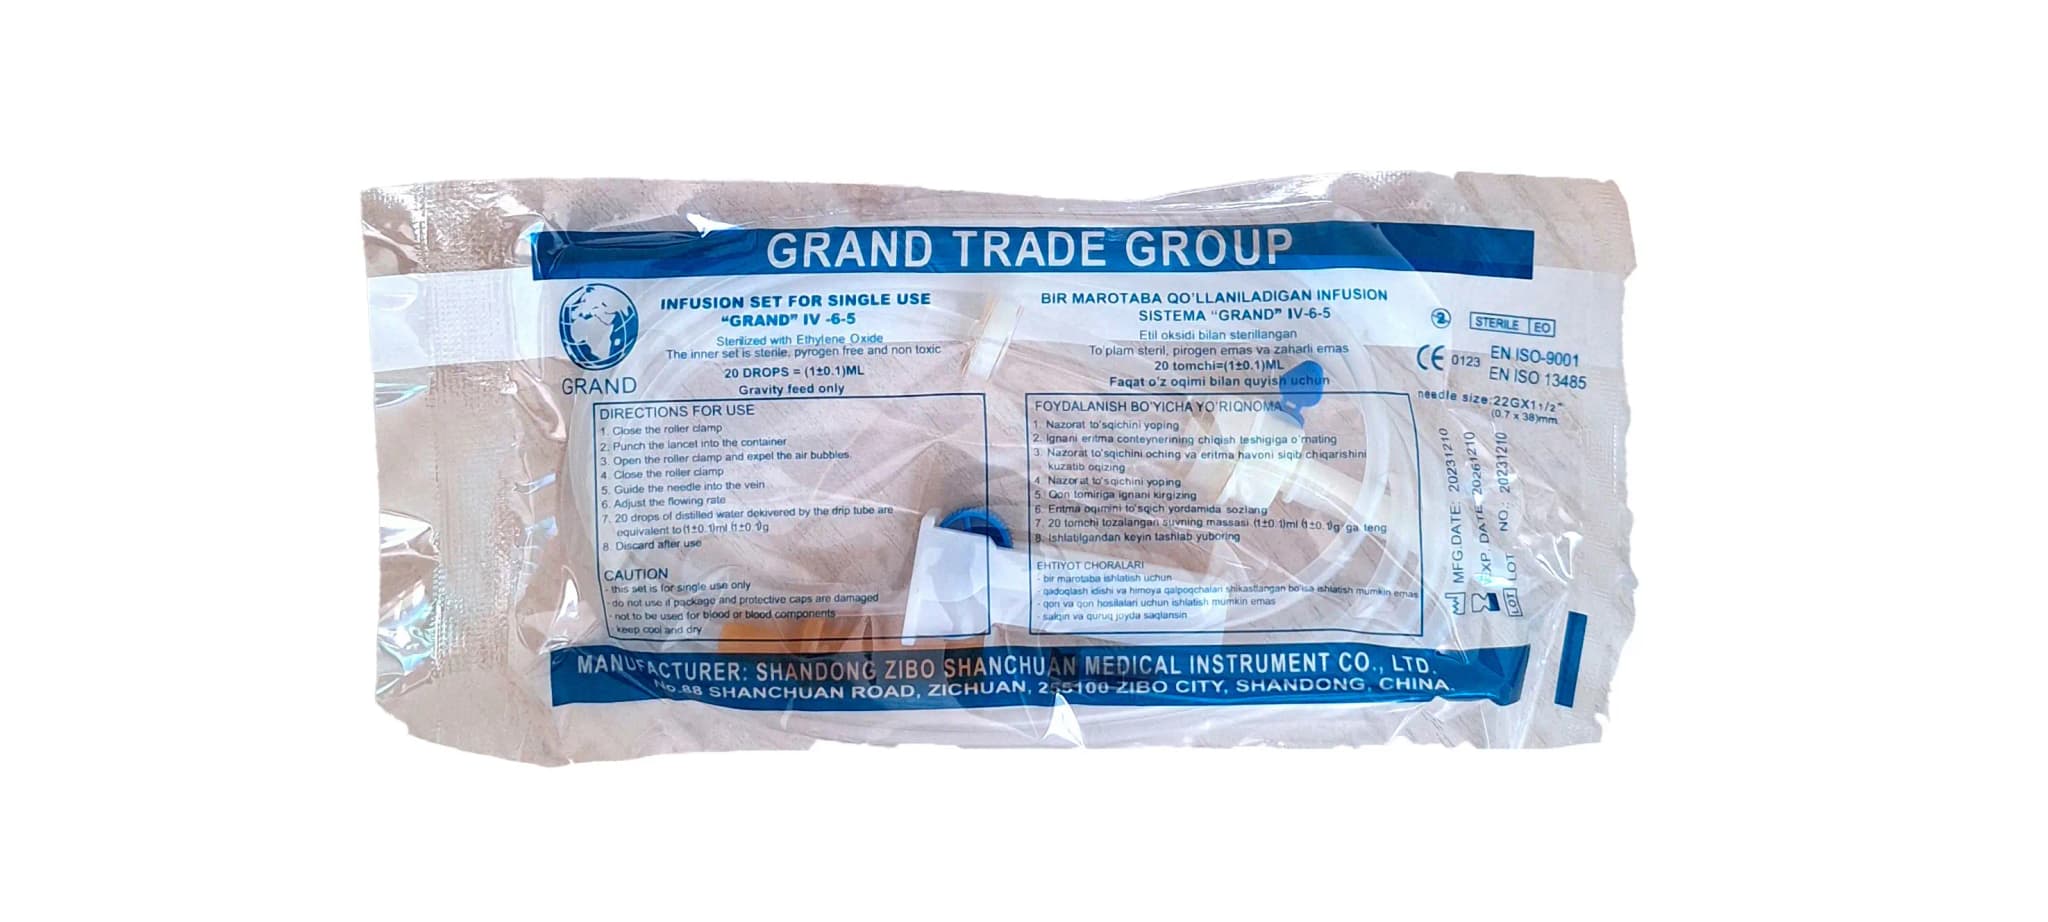 GRAND TRADE GROUP
GRAND
INFUSION SET FOR SINGLE USE
“GRAND” IV -6-5
Sterilized with Ethylene Oxide
The inner set is sterile, pyrogen free and non toxic
20 DROPS = (1±0.1)ML
Gravity feed only
DIRECTIONS FOR USE
1. Close the roller clamp
2. Punch the lancet into the container
3. Open the roller clamp and expel the air bubbles.
4. Close the roller clamp
5. Guide the needle into the vein
6. Adjust the flowing rate
7. 20 drops of distilled water dekivered by the drip tube are
equivalent to (1±0.1)ml (1±0.1)g
8. Discard after use
CAUTION
- this set is for single use only
- do not use if package and protective caps are damaged
- not to be used for blood or blood components
keep cool and dry
BIR MAROTABA QO'LLANILADIGAN INFUSION
SISTEMA “GRAND” IV-6-5
Etil oksidi bilan sterillangan
To'plam steril, pirogen emas va zaharli emas
20 tomchi=(1±0.1)ML
Faqat o'z oqimi bilan quyish uchun
FOYDALANISH BO'YICHA YO'RIQNOMA
1. Nazorat to'sqichini yoping
2. Ignani eritma conteynerining chiqish teshigiga o'rnating
3. Nazorat to'sqichini oching va eritma havoni siqib chiqarishini
kuzatib oqizing
4. Nazorat to'sqichini yoping
5. Qon tomiriga ignani kirgizing
6. Eritma oqimini to'sqich yordamida sozlang
7. 20 tomchi tozalangan suvning massasi (1±0.1)ml (1±0.1)g ga teng
8. Ishlatilgandan keyin tashlab yuboring
EHTIYOT CHORALARI
- bir marotaba ishlatish uchun
- qadoqlash idishi va himoya qalpoqchalari shikastlangan bo'lsa ishlatish mumkin emas
- qon va qon hosilalari uchun ishlatish mumkin emas
- salqin va quruq joyda saqlansin
2
STERILE EO
CE 0123 EN ISO-9001
EN ISO 13485
needle size:22GX1 1/2"
(0.7 x 38)mm
MFG.DATE: 20231210
EXP. DATE 20261210
LOT LOT NO.: 20231210
MANUFACTURER: SHANDONG ZIBO SHANCHUAN MEDICAL INSTRUMENT CO., LTD.
No.88 SHANCHUAN ROAD, ZICHUAN, 255100 ZIBO CITY, SHANDONG, CHINA.